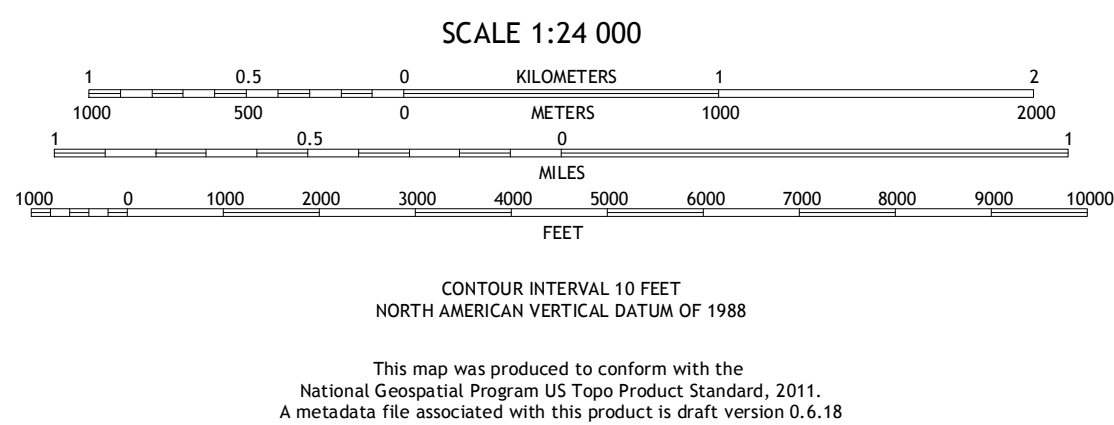 SCALE 1:24 000
1 0.5 0 KILOMETERS 1 2
1000 500 0 METERS 1000 2000
1 0.5 0 1
MILES
1000 0 1000 2000 3000 4000 5000 6000 7000 8000 9000 10000
FEET
CONTOUR INTERVAL 10 FEET
NORTH AMERICAN VERTICAL DATUM OF 1988
This map was produced to conform with the
National Geospatial Program US Topo Product Standard, 2011.
A metadata file associated with this product is draft version 0.6.18